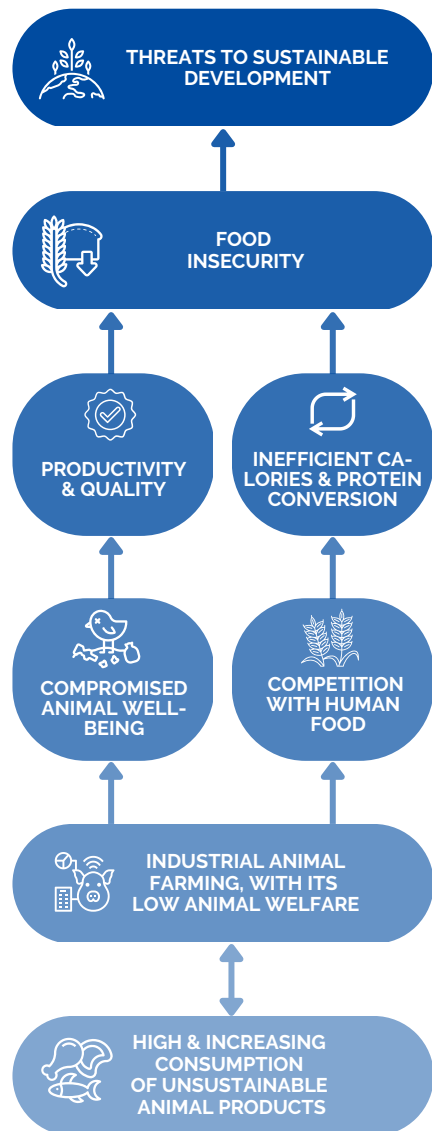 THREATS TO SUSTAINABLE
DEVELOPMENT
FOOD
INSECURITY
PRODUCTIVITY
& QUALITY
INEFFICIENT CA-
LORIES & PROTEIN
CONVERSION
COMPROMISED
ANIMAL WELL-
BEING
COMPETITION
WITH HUMAN
FOOD
INDUSTRIAL ANIMAL
FARMING, WITH ITS
LOW ANIMAL WELFARE
HIGH & INCREASING
CONSUMPTION
OF UNSUSTAINABLE
ANIMAL PRODUCTS